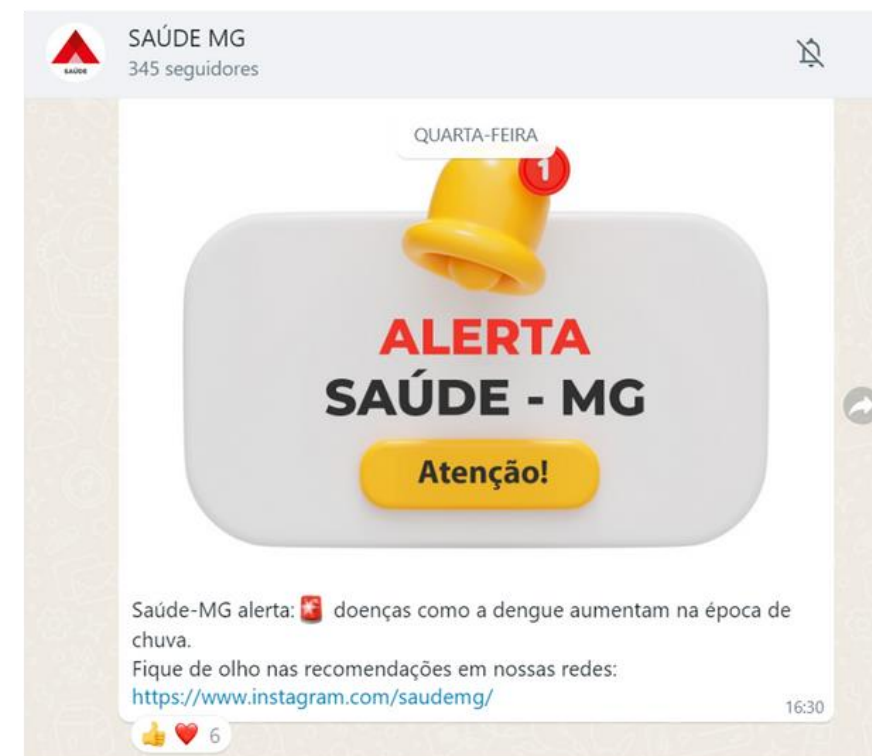 SAÚDE MG
SAÚDE
345 seguidores
QUARTA-FEIRA
1
ALERTA
SAÚDE - MG
Atenção!
Saúde-MG alerta:🚨 doenças como a dengue aumentam na época de
chuva.
Fique de olho nas recomendações em nossas redes:
https://www.instagram.com/saudemg/
16:30
👍 ❤️ 6